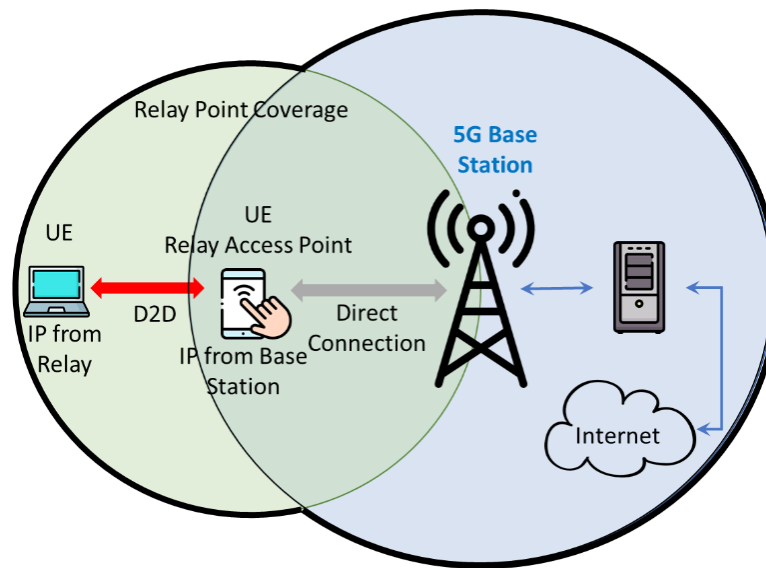 Relay Point Coverage
5G Base
Station
UE
UE
Relay Access Point
D2D
Direct
Connection
IP from
Relay
IP from Base
Station
Internet